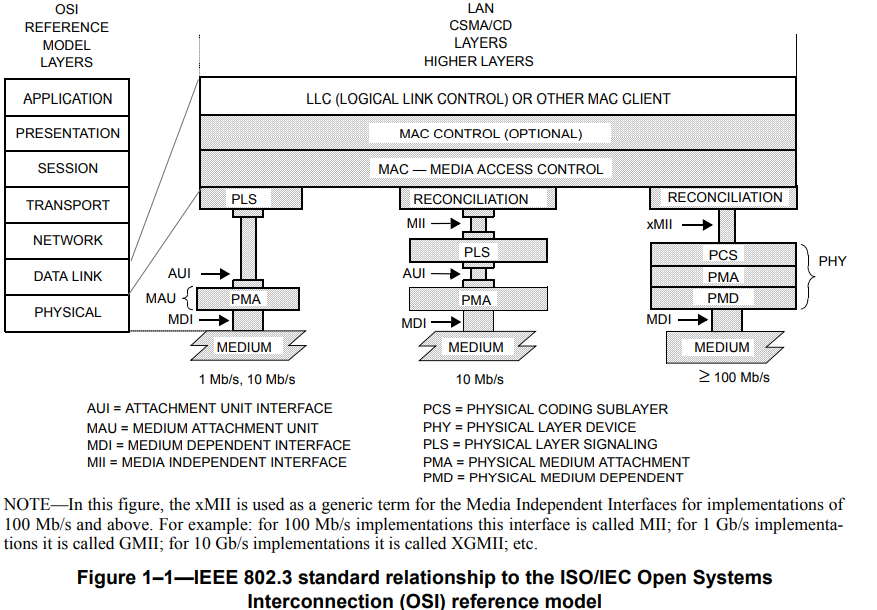 OSI
REFERENCE
MODEL
LAYERS
LAN
CSMA/CD
LAYERS
HIGHER LAYERS
APPLICATION
PRESENTATION
SESSION
TRANSPORT
NETWORK
DATA LINK
PHYSICAL
LLC (LOGICAL LINK CONTROL) OR OTHER MAC CLIENT
MAC CONTROL (OPTIONAL)
MAC — MEDIA ACCESS CONTROL
PLS
AUI
MAU
PMA
MDI
MEDIUM
1 Mb/s, 10 Mb/s
RECONCILIATION
MII
PLS
AUI
PMA
MDI
MEDIUM
10 Mb/s
RECONCILIATION
xMII
PCS
PMA
PMD
PHY
MDI
MEDIUM
≥ 100 Mb/s
AUI = ATTACHMENT UNIT INTERFACE
MAU = MEDIUM ATTACHMENT UNIT
MDI = MEDIUM DEPENDENT INTERFACE
MII = MEDIA INDEPENDENT INTERFACE
PCS = PHYSICAL CODING SUBLAYER
PHY = PHYSICAL LAYER DEVICE
PLS = PHYSICAL LAYER SIGNALING
PMA = PHYSICAL MEDIUM ATTACHMENT
PMD = PHYSICAL MEDIUM DEPENDENT
NOTE—In this figure, the xMII is used as a generic term for the Media Independent Interfaces for implementations of
100 Mb/s and above. For example: for 100 Mb/s implementations this interface is called MII; for 1 Gb/s implementa-
tions it is called GMII; for 10 Gb/s implementations it is called XGMII; etc.
Figure 1–1—IEEE 802.3 standard relationship to the ISO/IEC Open Systems
Interconnection (OSI) reference model